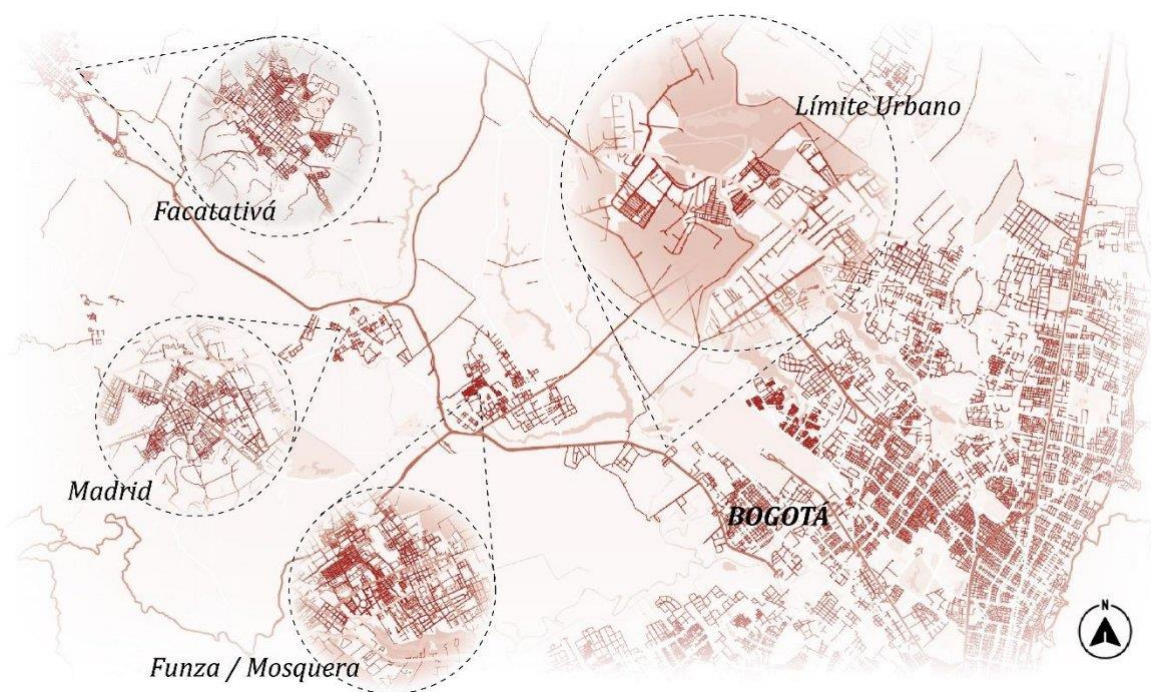 Límite Urbano
Facatativá
Madrid
BOGOTÁ
Funza / Mosquera
N